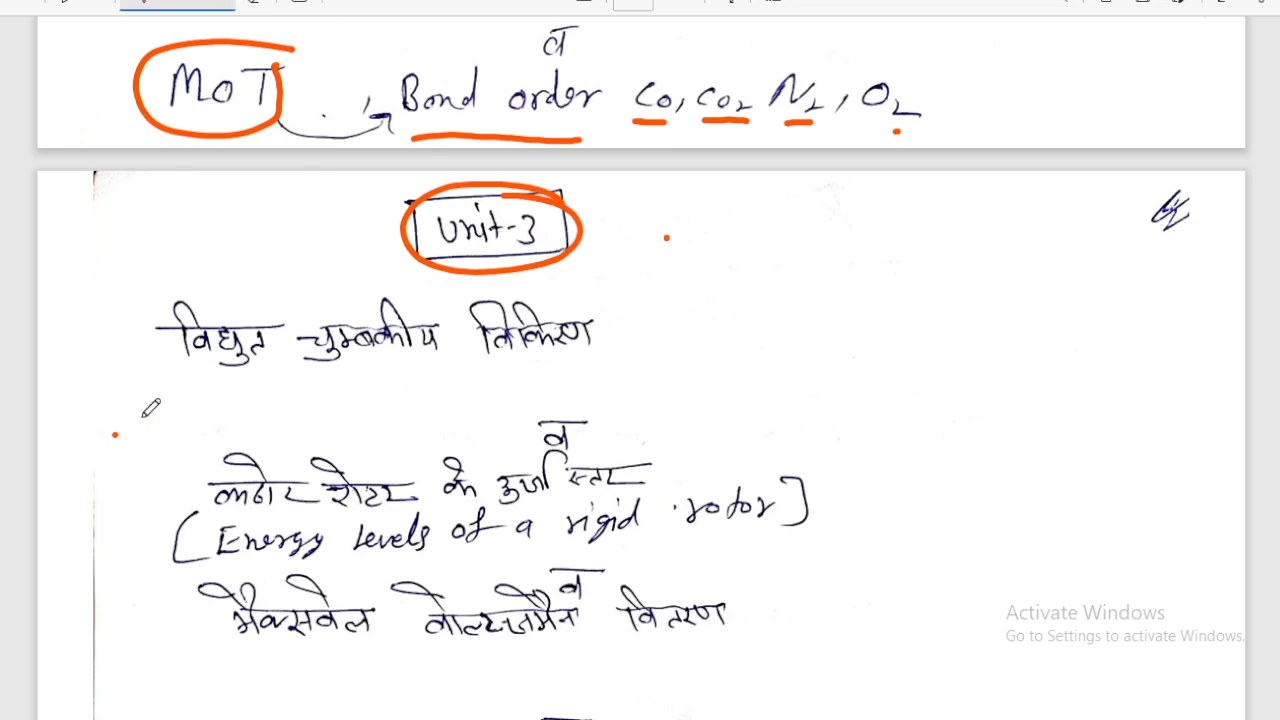 व
MOT , Bond order CO, CO2 N2, O2
Unit-3
विद्युत चुम्बकीय विकिरण
व
कठोर रोटर के ऊर्जा स्तर
(Energy levels of a rigid rotor)
व
मैक्सवेल बोल्ट्जमैन वितरण
Activate Windows
Go to Settings to activate Windows.